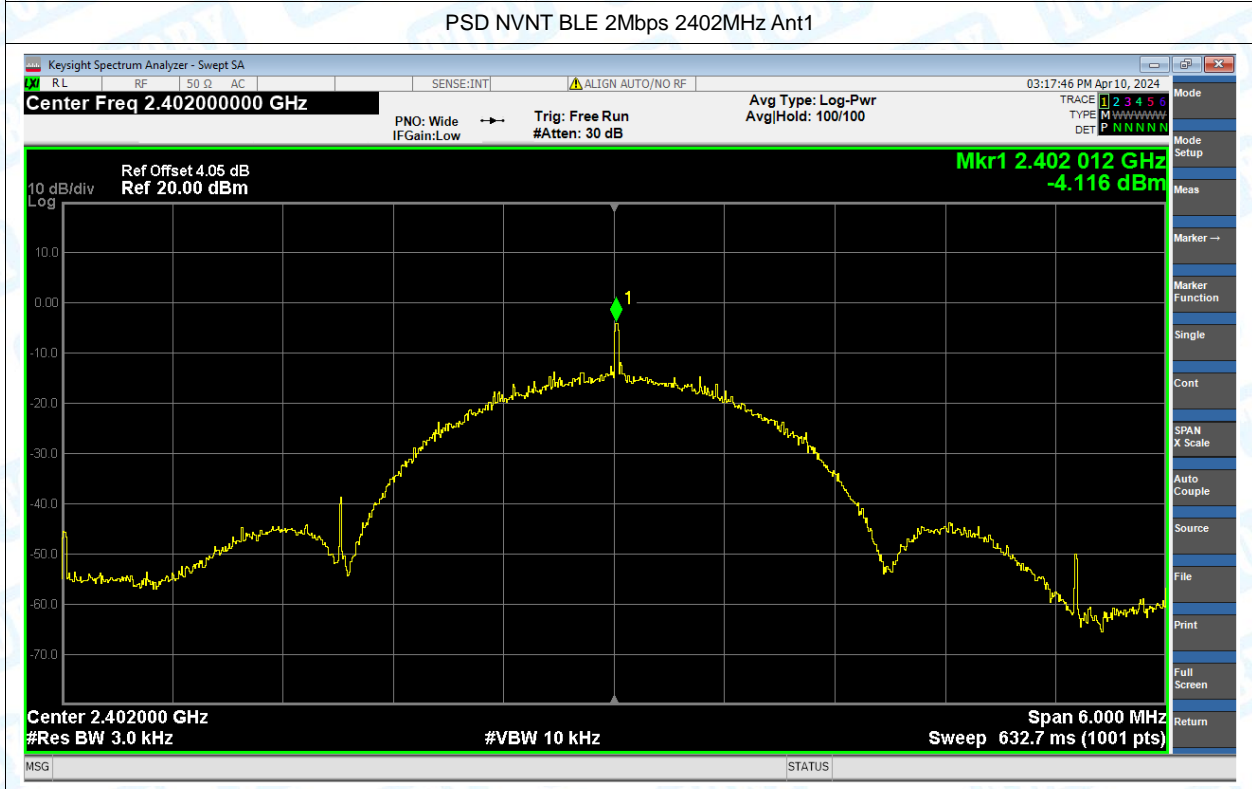 PSD NVNT BLE 2Mbps 2402MHz Ant1
Keysight Spectrum Analyzer - Swept SA
LXI RL RF 50 Ω AC SENSE:INT ALIGN AUTO/NO RF 03:17:46 PM Apr 10, 2024
Center Freq 2.402000000 GHz
PNO: Wide
IFGain:Low
Trig: Free Run
#Atten: 30 dB
Avg Type: Log-Pwr
Avg|Hold: 100/100
TRACE 1 2 3 4 5 6
TYPE M WWWWW
DET P N N N N N
Mkr1 2.402 012 GHz
-4.116 dBm
Ref Offset 4.05 dB
10 dB/div Ref 20.00 dBm
Log
10.0
0.00
-10.0
-20.0
-30.0
-40.0
-50.0
-60.0
-70.0
1
Center 2.402000 GHz Span 6.000 MHz
#Res BW 3.0 kHz #VBW 10 kHz Sweep 632.7 ms (1001 pts)
MSG STATUS
Mode
Mode
Setup
Meas
Marker →
Marker
Function
Single
Cont
SPAN
X Scale
Auto
Couple
Source
File
Print
Full
Screen
Return